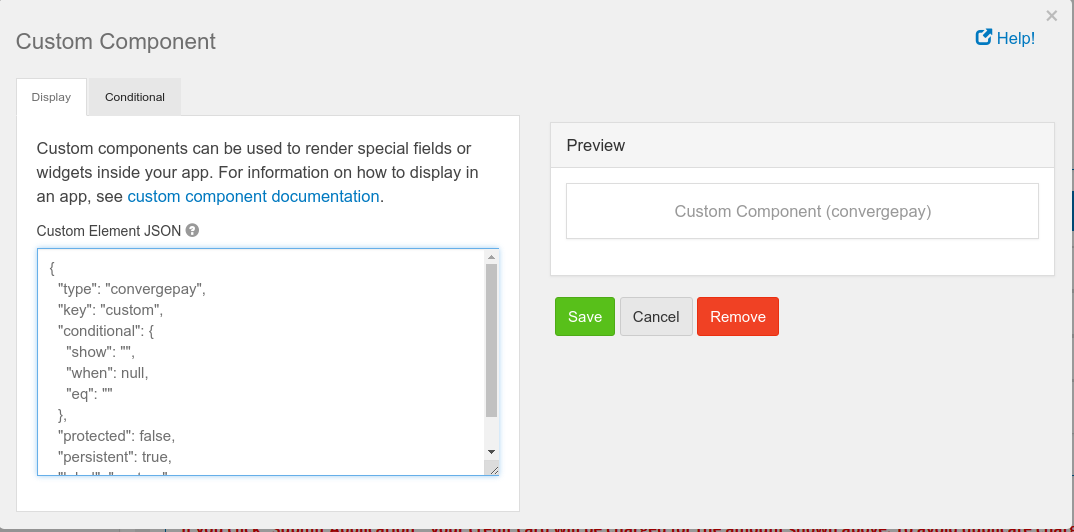 ×
Custom Component
Help!
Display
Conditional
Custom components can be used to render special fields or
widgets inside your app. For information on how to display in
an app, see custom component documentation.
Custom Element JSON ?
{
"type": "convergepay",
"key": "custom",
"conditional": {
"show": "",
"when": null,
"eq": ""
},
"protected": false,
"persistent": true,
Preview
Custom Component (convergepay)
Save
Cancel
Remove